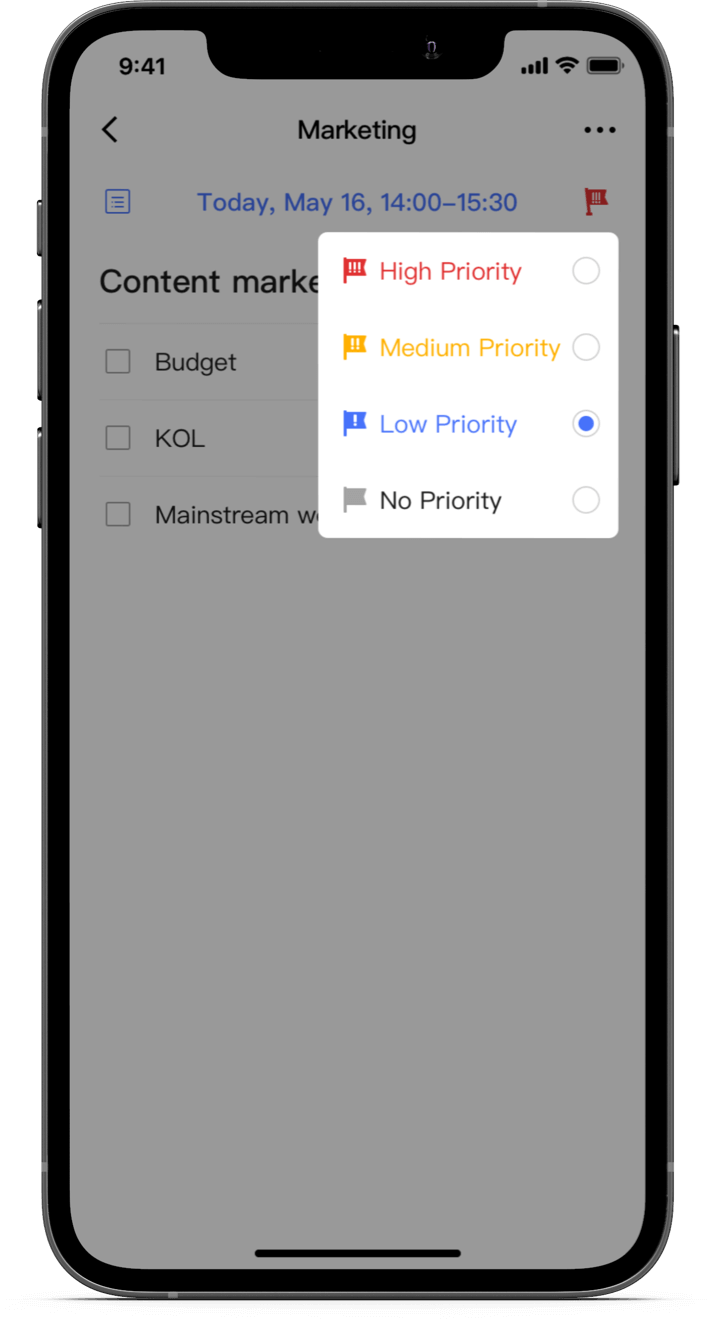 9:41
Marketing
Today, May 16, 14:00–15:30
Content marke
High Priority
Budget
Medium Priority
KOL
Low Priority
Mainstream w
No Priority